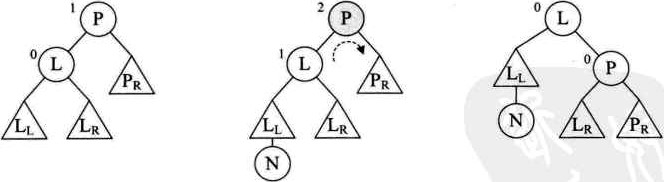 1 P 2 P 0 L
0 L 1 L 0 P
P_R P_R L_L
L_L L_R L_L L_R N L_R P_R
N